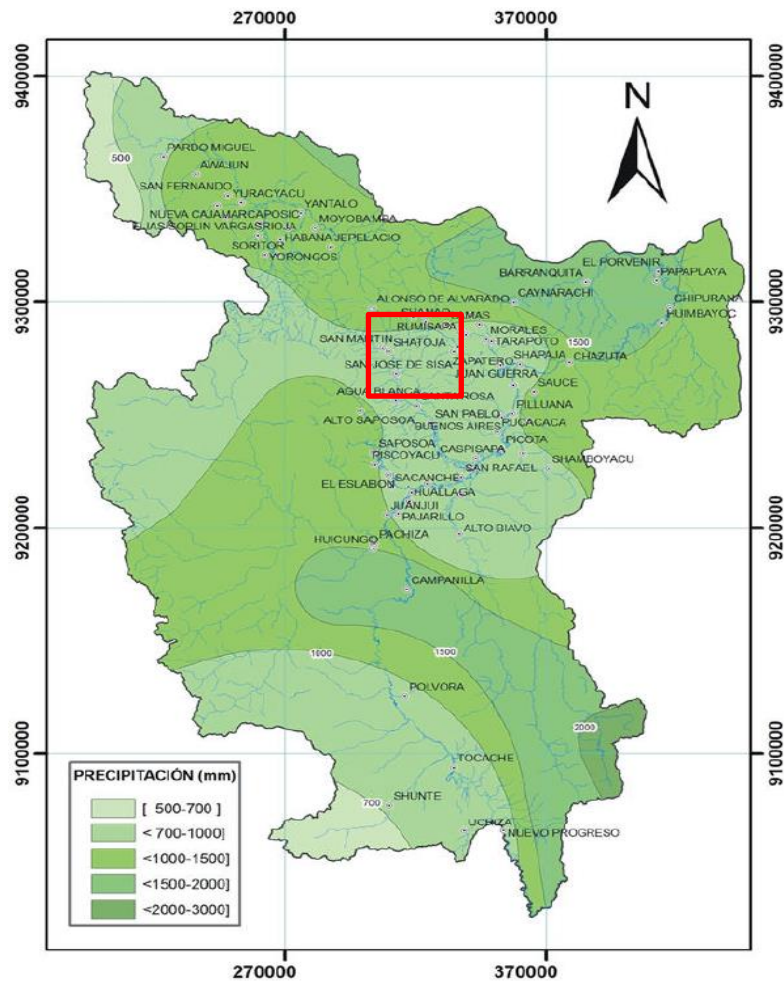 270000 370000
9400000 9400000
N
500
PARDO MIGUEL
AWAJUN
SAN FERNANDO
YURACYACU
YANTALO
NUEVA CAJAMARCA
POSIC
MOYOBAMBA
ELIAS SOPLIN VARGAS
RIOJA
HABANA
JEPELACIO
SORITOR
YORONGOS
EL PORVENIR
BARRANQUITA
PAPAPLAYA
CAYNARACHI
9300000 9300000
ALONSO DE ALVARADO
CHIPURANA
HUIMBAYOC
RUMISAPA
LAMAS
MORALES
1500
SAN MARTIN
SHATOJA
TARAPOTO
ZAPATERO
SHAPAJA
CHAZUTA
SAN JOSE DE SISA
JUAN GUERRA
AGUA BLANCA
SAUCE
ALTO SAPOSOA
SAN PABLO
PILLUANA
BUENOS AIRES
PUCACACA
SAPOSOA
CASPISAPA
PICOTA
PISCOYACU
SAN RAFAEL
SHAMBOYACU
SACANCHE
EL ESLABON
HUALLAGA
JUANJUI
PAJARILLO
9200000 9200000
ALTO BIAVO
PACHIZA
HUICUNGO
CAMPANILLA
1000
1500
POLVORA
2000
9100000 9100000
TOCACHE
PRECIPITACIÓN (mm)
[ 500-700 ]
< 700-1000]
<1000-1500]
<1500-2000]
<2000-3000]
700
SHUNTE
UCHIZA
NUEVO PROGRESO
270000 370000